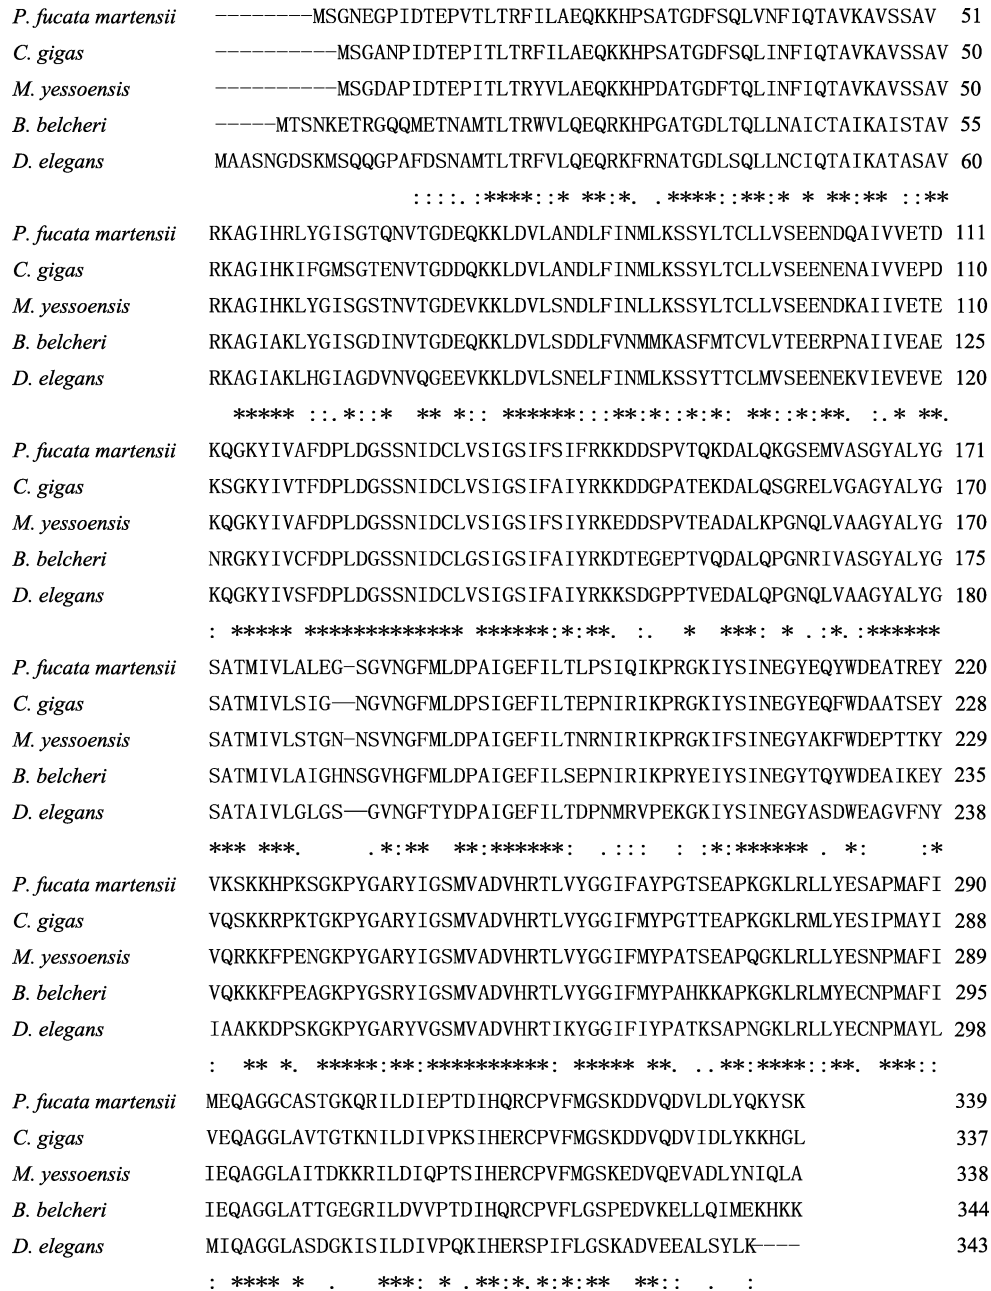 P. fucata martensii --------MSGNEGPIDTEPVTLTRFILAEQKKHPSATGDFSQLVNFIQTAVKAVSSAV 51
C. gigas ----------MSGANPIDTEPITLTRFILAEQKKHPSATGDFSQLINFIQTAVKAVSSAV 50
M. yessoensis ----------MSGDAPIDTEPITLTRYVLAEQKKHPDATGDFTQLINFIQTAVKAVSSAV 50
B. belcheri -----MTSNKETRGQQMETNAMTLTRWVLQEQRKHPGATGDLTQLLNAICTAIKAISTAV 55
D. elegans MAASNGDSKMSQQGPAFDSNAMTLTRFVLQEQRKFRNATGDLSQLLNCIQTAIKATASAV 60
::::. :****::* **:*. .****::**:* * **:** ::**
P. fucata martensii RKAGIHRLYGISGTQNVTGDEQKKLDVLANDLFINMLKSSYLTCLLVSEENDQAIVVETD 111
C. gigas RKAGIHKIFGMSGTENVTGDDQKKLDVLANDLFINMLKSSYLTCLLVSEENENAIVVEPD 110
M. yessoensis RKAGIHKLYGISGSTNVTGDEVKKLDVLSNDLFINLLKSSYLTCLLVSEENDKAIIVETE 110
B. belcheri RKAGIAKLYGISGDINVTGDEQKKLDVLSDDLFVNMMKASFMTCVLVTEERPNAIIVEAE 125
D. elegans RKAGIAKLHGIAGDVNVQGEEVKKLDVLSNELFINMLKSSYTTCLMVSEENEKVIEVEVE 120
***** ::.*::* ** *:: ******:::**:*:*:*: **::*:**. :.* **.
P. fucata martensii KQGKYIVAFDPLDGSSNIDCLVSIGSIFSIFRKKDDSPVTQKDALQKGSEMVASGYALYG 171
C. gigas KSGKYIVTFDPLDGSSNIDCLVSIGSIFAIYRKKDDGPATEKDALQSGRELVGAGYALYG 170
M. yessoensis KQGKYIVAFDPLDGSSNIDCLVSIGSIFSIYRKEDDSPVTEADALKPGNQLVAAGYALYG 170
B. belcheri NRGKYIVCFDPLDGSSNIDCLGSIGSIFAIYRKDTEGEPTVQDALQPGNRIVASGYALYG 175
D. elegans KQGKYIVSFDPLDGSSNIDCLVSIGSIFAIYRKKSDGPPTVEDALQPGNQLVAAGYALYG 180
: ***** ************* ******:*:**. :. * ***: * .:*.:******
P. fucata martensii SATMIVLALEG-SGVNGFMLDPAIGEFILTLPSIQIKPRGKIYSINEGYEQYWDEATREY 220
C. gigas SATMIVLSIG--NGVNGFMLDPSIGEFILTEPNIRIKPRGKIYSINEGYEQFWDAATSEY 228
M. yessoensis SATMIVLSTGN-NSVNGFMLDPAIGEFILTNRNIRIKPRGKIFSINEGYAKFWDEPTTKY 229
B. belcheri SATMIVLAIGHNSGVHGFMLDPAIGEFILSEPNIRIKPRYEIYSINEGYTQYWDEAIKEY 235
D. elegans SATAIVLGLGS--GVNGFTYDPAIGEFILTDPNMRVPEKGKIYSINEGYASDWEAGVFNY 238
*** ***. .*:** **:******: .::: : :*:****** . *: :*
P. fucata martensii VKSKKHPKSGKPYGARYIGSMVADVHRTLVYGGIFAYPGTSEAPKGKLRLLYESAPMAFI 290
C. gigas VQSKKRPKTGKPYGARYIGSMVADVHRTLVYGGIFMYPGTTEAPKGKLRMLYESIPMAYI 288
M. yessoensis VQRKKFPENGKPYGARYIGSMVADVHRTLVYGGIFMYPATSEAPQGKLRLLYESNPMAFI 289
B. belcheri VQKKKFPEAGKPYGSRYIGSMVADVHRTLVYGGIFMYPAHKKAPKGKLRLMYECNPMAFI 295
D. elegans IAAKKDPSKGKPYGARYVGSMVADVHRTIKYGGIFIYPATKSAPNGKLRLLYECNPMAYL 298
: ** *. *****:**:**********: ***** **. ..**:****::**. ***::
P. fucata martensii MEQAGGCASTGKQRILDIEPTDIHQRCPVFMGSKDDVQDVLDLYQKYSK 339
C. gigas VEQAGGLAVTGTKNILDIVPKSIHERCPVFMGSKDDVQDVIDLYKKHGL 337
M. yessoensis IEQAGGLAITDKKRILDIQPTSIHERCPVFMGSKEDVQEVADLYNIQLA 338
B. belcheri IEQAGGLATTGEGRILDVVPTDIHQRCPVFLGSPEDVKELLQIMEKHKK 344
D. elegans MIQAGGLASDGKISILDIVPQKIHERSPIFLGSKADVEEALSYLK---- 343
: **** * . ***: * .**:*.*:*:** **:: . :